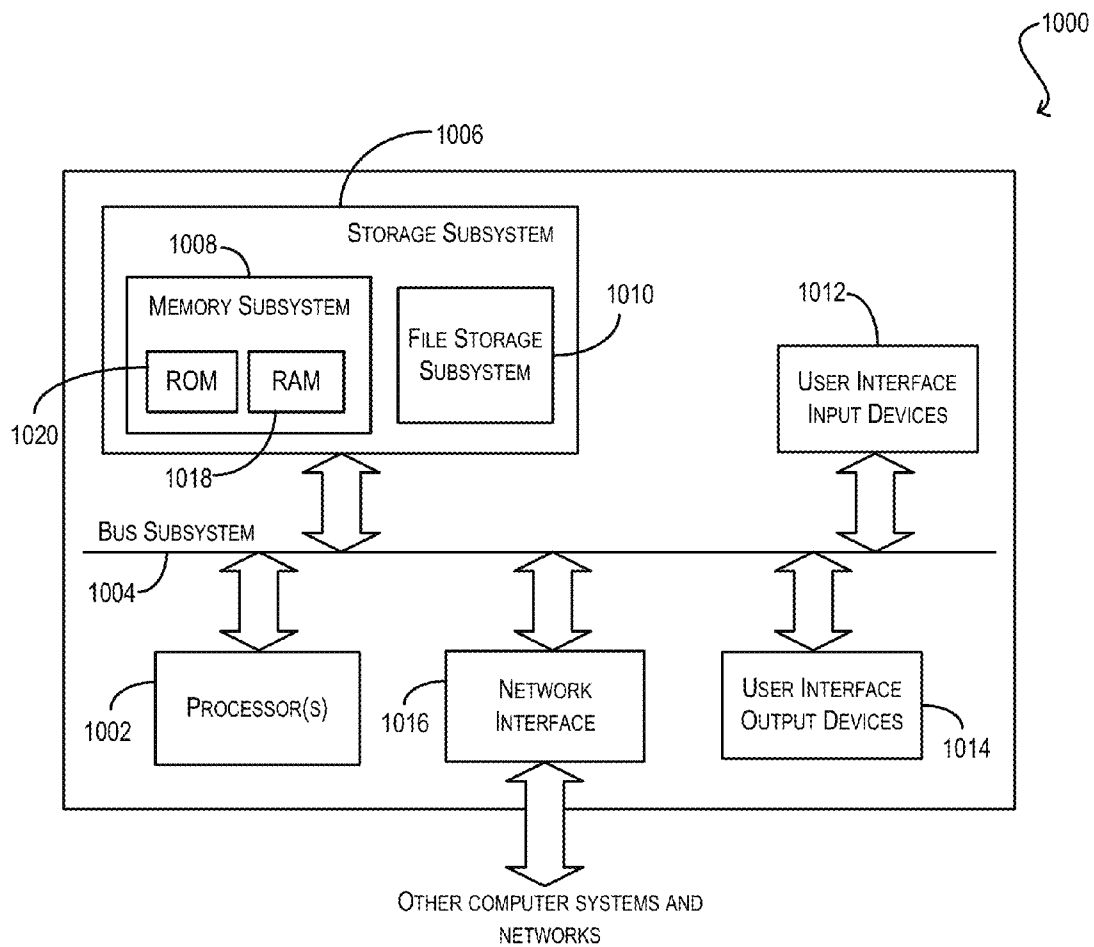 1000
1006
STORAGE SUBSYSTEM
1008
MEMORY SUBSYSTEM
ROM
RAM
1020
1018
FILE STORAGE
SUBSYSTEM
1010
1012
USER INTERFACE
INPUT DEVICES
BUS SUBSYSTEM
1004
PROCESSOR(S)
1002
NETWORK
INTERFACE
1016
USER INTERFACE
OUTPUT DEVICES
1014
OTHER COMPUTER SYSTEMS AND
NETWORKS